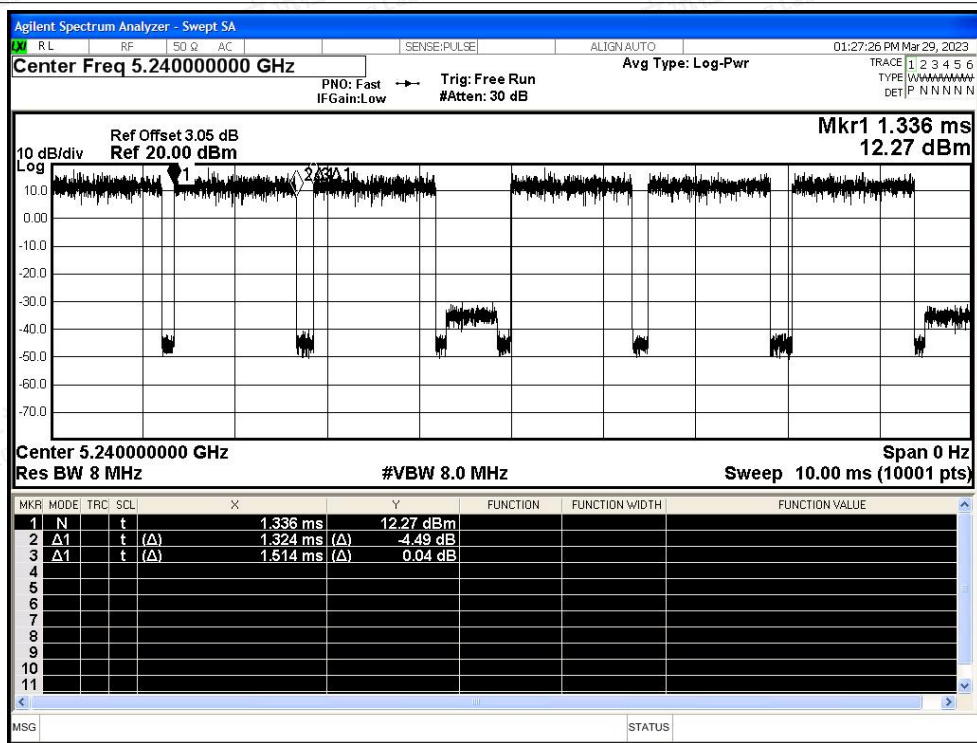 Agilent Spectrum Analyzer - Swept SA
LXI RL RF 50 Ω AC SENSE:PULSE ALIGN AUTO 01:27:26 PM Mar 29, 2023
Center Freq 5.240000000 GHz
PNO: Fast
IFGain:Low
Trig: Free Run
#Atten: 30 dB
Avg Type: Log-Pwr
TRACE 1 2 3 4 5 6
TYPE WWWWWWWW
DET P N N N N N
Mkr1 1.336 ms
12.27 dBm
Ref Offset 3.05 dB
10 dB/div Ref 20.00 dBm
Log
1 2Δ1 3Δ1
10.0
0.00
-10.0
-20.0
-30.0
-40.0
-50.0
-60.0
-70.0
Center 5.240000000 GHz Span 0 Hz
Res BW 8 MHz #VBW 8.0 MHz Sweep 10.00 ms (10001 pts)
MKR MODE TRC SCL X Y FUNCTION FUNCTION WIDTH FUNCTION VALUE
1 N t 1.336 ms 12.27 dBm
2 Δ1 t (Δ) 1.324 ms (Δ) -4.49 dB
3 Δ1 t (Δ) 1.514 ms (Δ) 0.04 dB
4
5
6
7
8
9
10
11
MSG STATUS